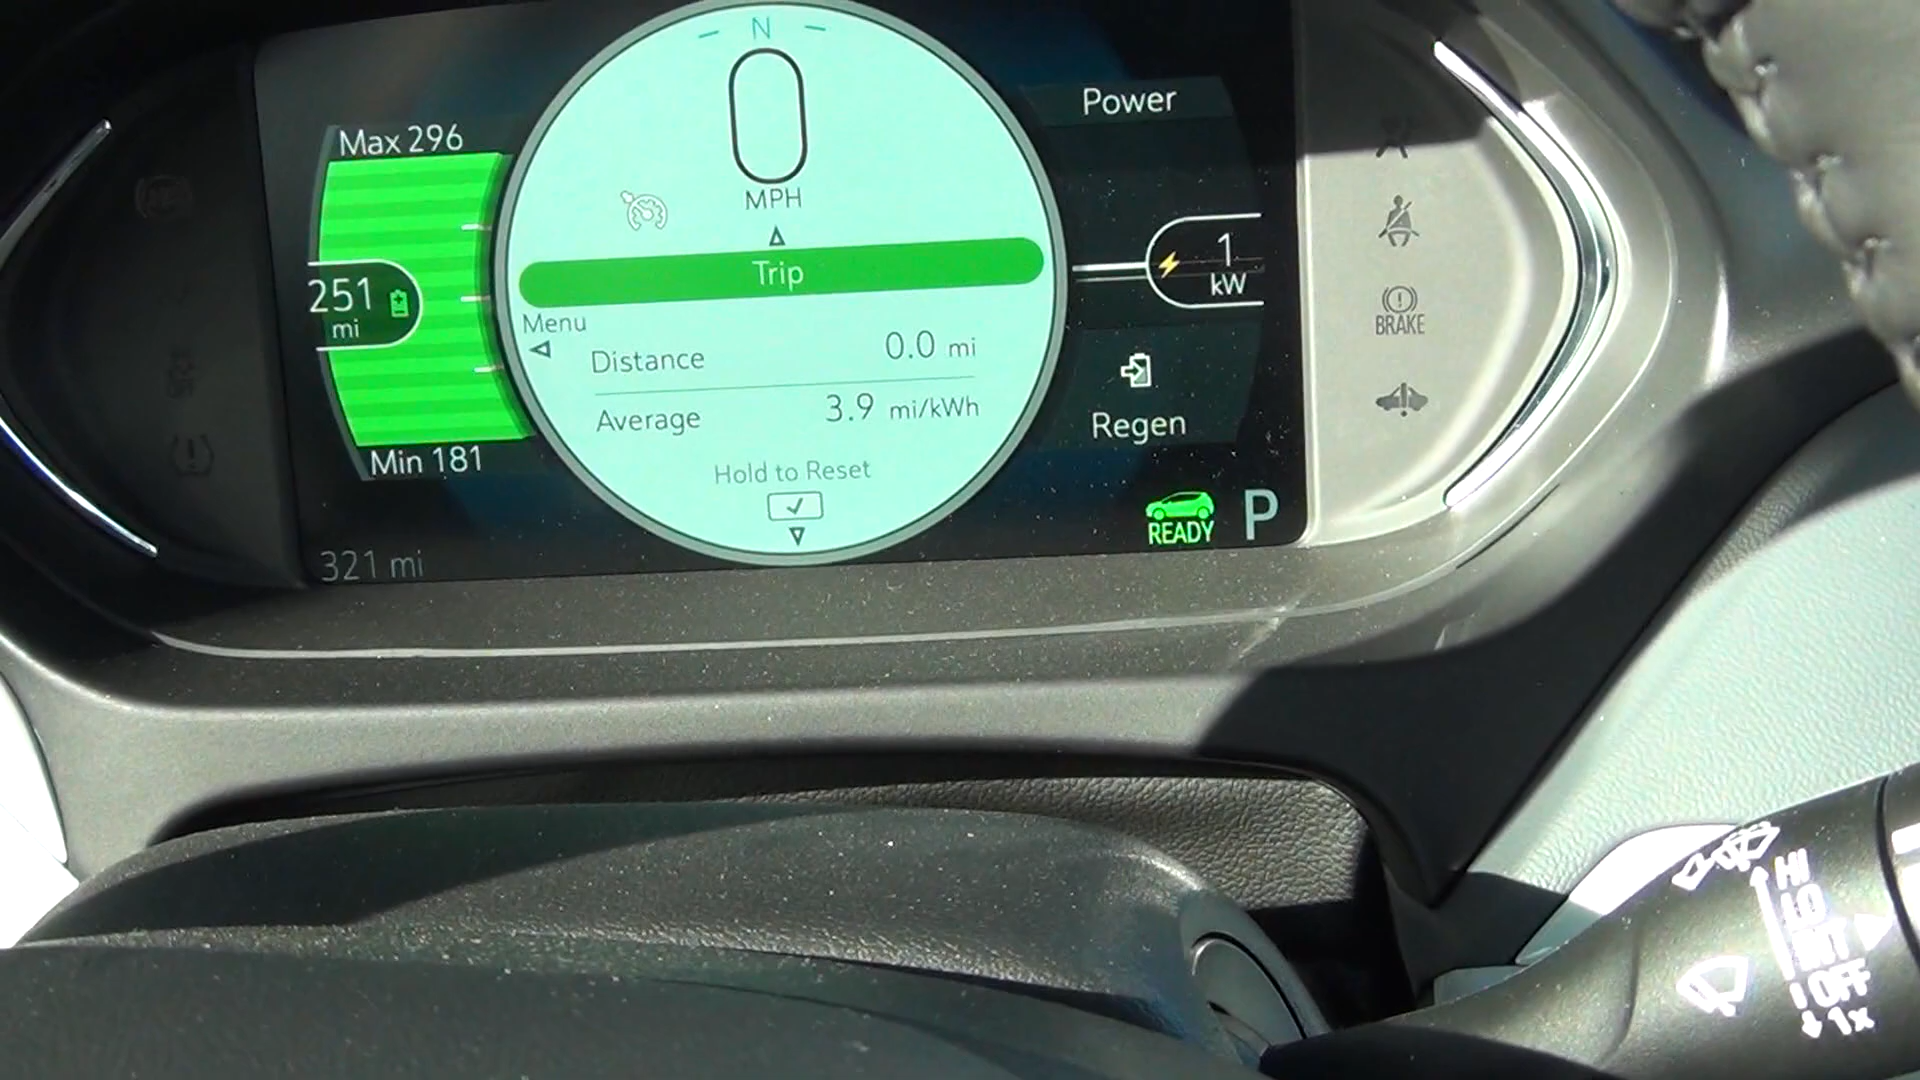 N
0
MPH
Max 296
251
mi
Min 181
321 mi
Trip
Menu
Distance 0.0 mi
Average 3.9 mi/kWh
Hold to Reset
Power
1
kW
Regen
READY P
BRAKE
HI
LO
INT
OFF
1x